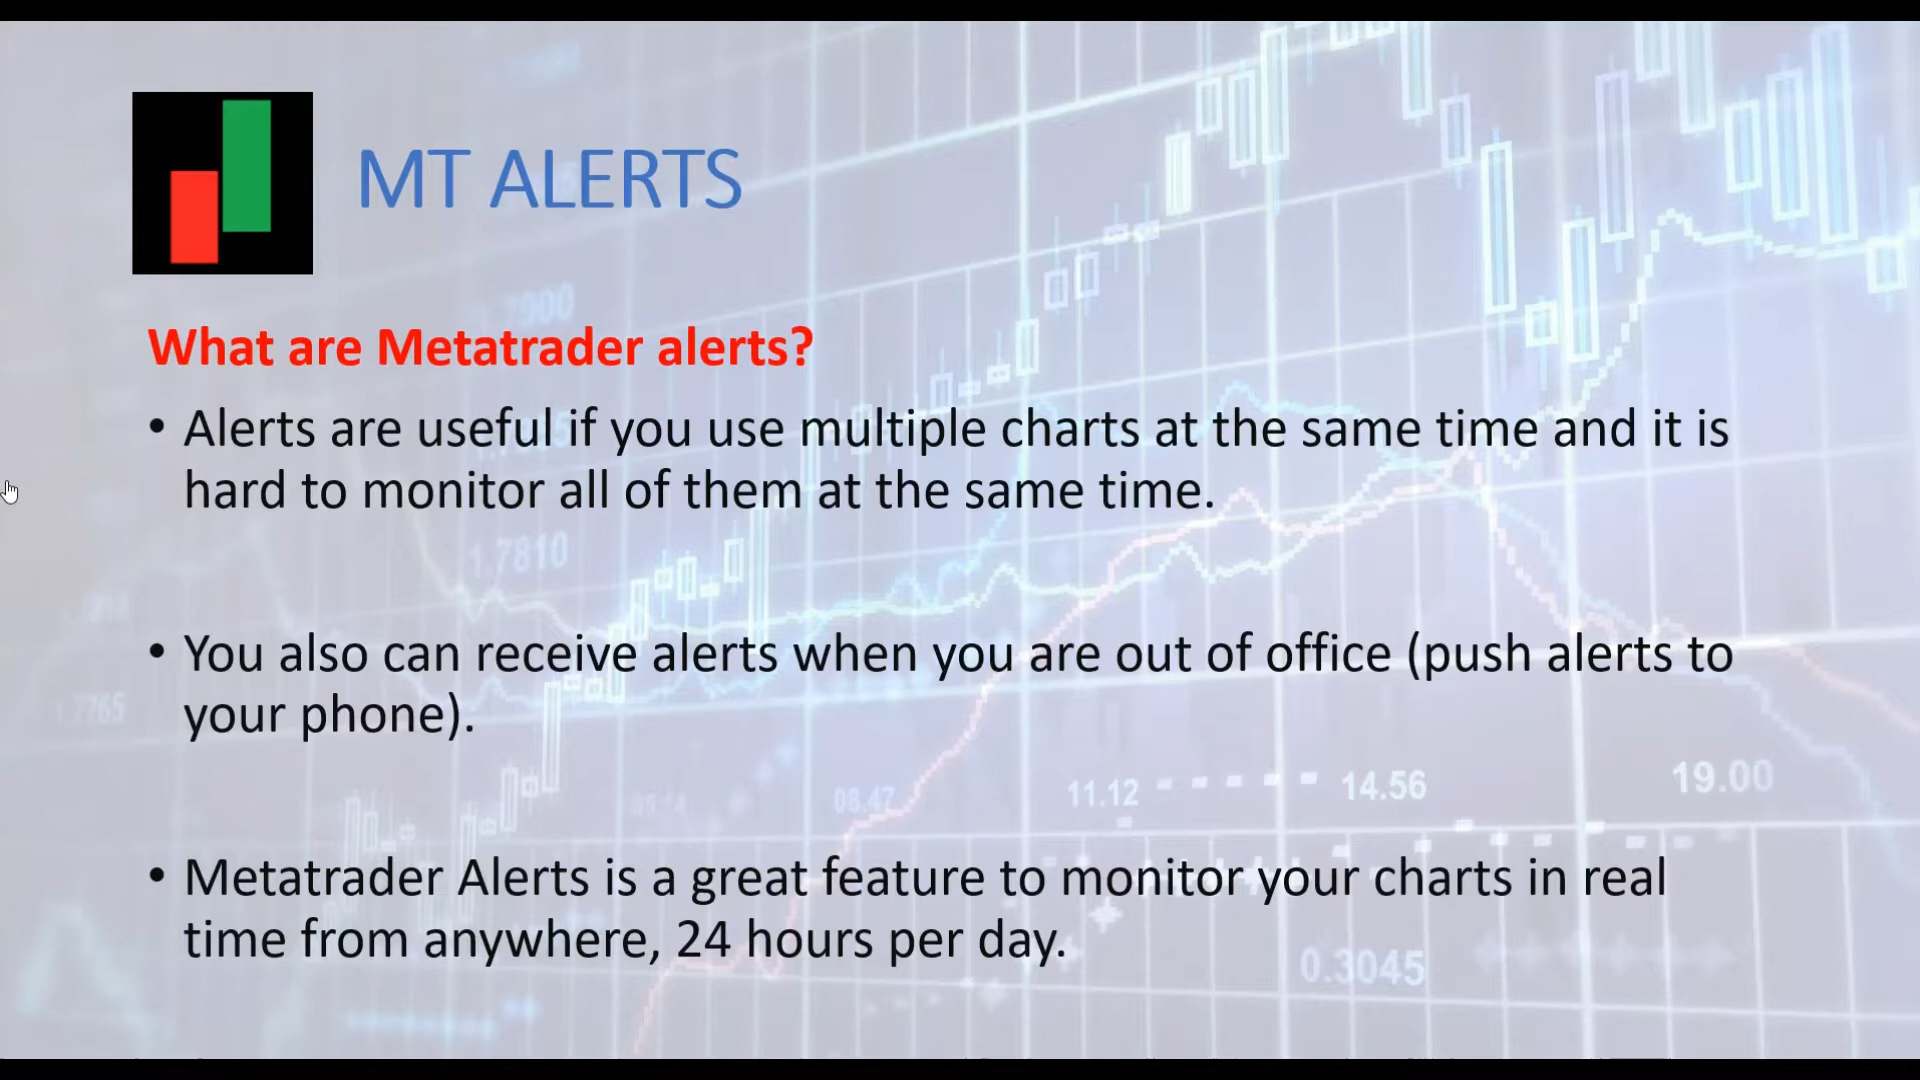 MT ALERTS
What are Metatrader alerts?
• Alerts are useful if you use multiple charts at the same time and it is
hard to monitor all of them at the same time.
1.7810
• You also can receive alerts when you are out of office (push alerts to
your phone).
08.47 11.12 14.56 19.00
• Metatrader Alerts is a great feature to monitor your charts in real
time from anywhere, 24 hours per day.
0.3045